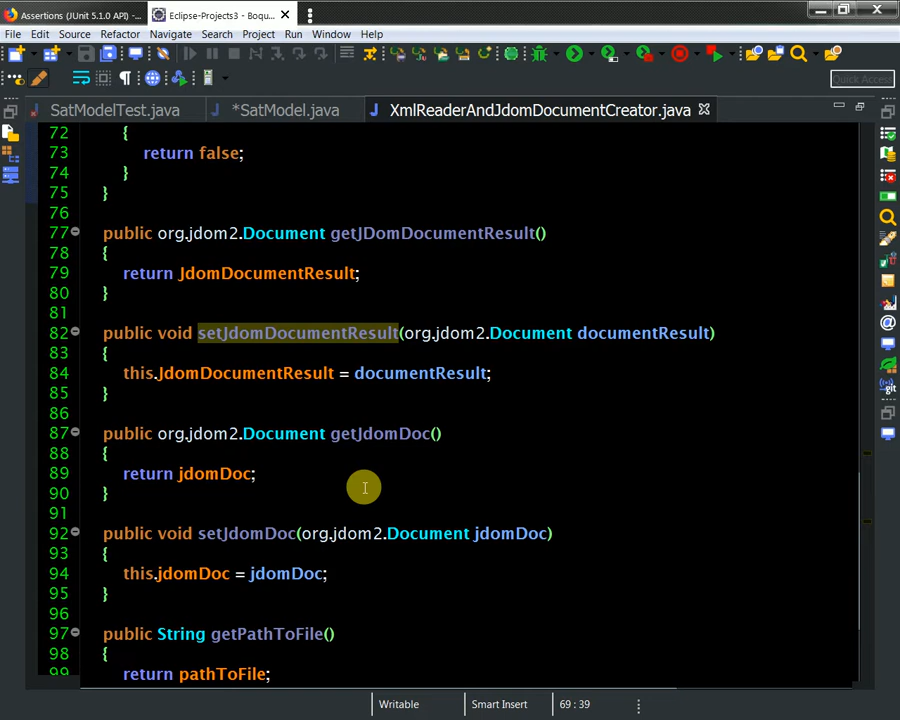 Assertions (JUnit 5.1.0 API) - ...
Eclipse-Projects3 - Boqu...
File Edit Source Refactor Navigate Search Project Run Window Help
Quick Access
SatModelTest.java
*SatModel.java
XmlReaderAndJdomDocumentCreator.java
72 {
73 return false;
74 }
75 }
76
77 public org.jdom2.Document getJDomDocumentResult()
78 {
79 return JdomDocumentResult;
80 }
81
82 public void setJdomDocumentResult(org.jdom2.Document documentResult)
83 {
84 this.JdomDocumentResult = documentResult;
85 }
86
87 public org.jdom2.Document getJdomDoc()
88 {
89 return jdomDoc;
90 }
91
92 public void setJdomDoc(org.jdom2.Document jdomDoc)
93 {
94 this.jdomDoc = jdomDoc;
95 }
96
97 public String getPathToFile()
98 {
99 return pathToFile;
Writable
Smart Insert
69 : 39